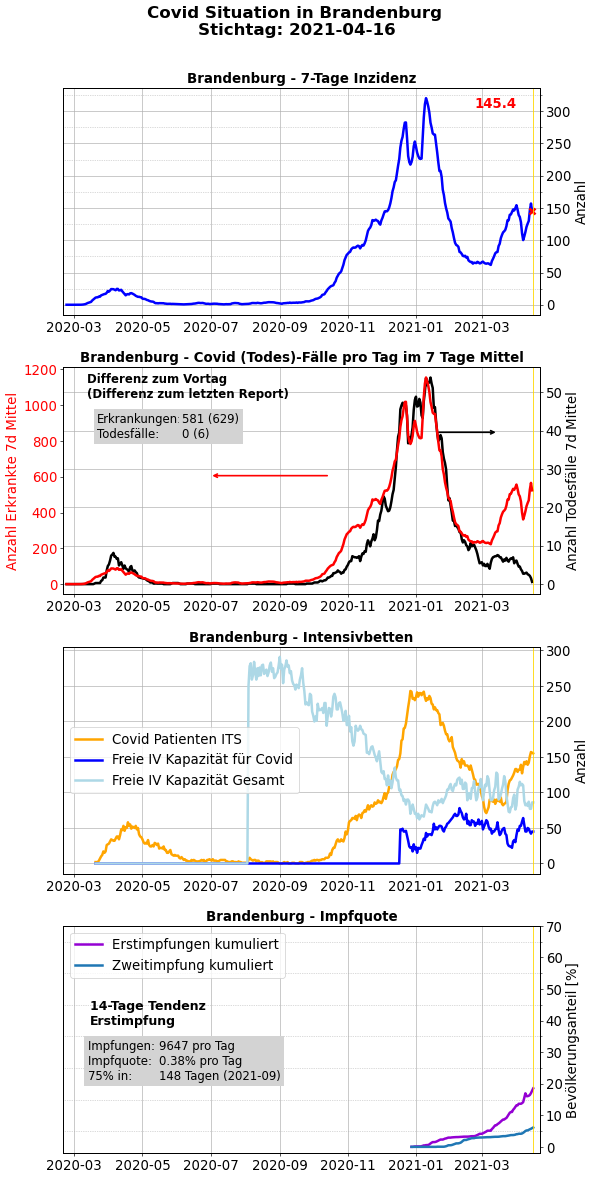 Covid Situation in Brandenburg
Stichtag: 2021-04-16
Brandenburg - 7-Tage Inzidenz
145.4
300
250
200
150
100
50
0
Anzahl
2020-03 2020-05 2020-07 2020-09 2020-11 2021-01 2021-03
Brandenburg - Covid (Todes)-Fälle pro Tag im 7 Tage Mittel
Differenz zum Vortag
(Differenz zum letzten Report)
Erkrankungen: 581 (629)
Todesfälle: 0 (6)
Anzahl Erkrankte 7d Mittel
1200
1000
800
600
400
200
0
50
40
30
20
10
0
Anzahl Todesfälle 7d Mittel
2020-03 2020-05 2020-07 2020-09 2020-11 2021-01 2021-03
Brandenburg - Intensivbetten
Covid Patienten ITS
Freie IV Kapazität für Covid
Freie IV Kapazität Gesamt
300
250
200
150
100
50
0
Anzahl
2020-03 2020-05 2020-07 2020-09 2020-11 2021-01 2021-03
Brandenburg - Impfquote
Erstimpfungen kumuliert
Zweitimpfung kumuliert
14-Tage Tendenz
Erstimpfung
Impfungen: 9647 pro Tag
Impfquote: 0.38% pro Tag
75% in: 148 Tagen (2021-09)
70
60
50
40
30
20
10
0
Bevölkerungsanteil [%]
2020-03 2020-05 2020-07 2020-09 2020-11 2021-01 2021-03